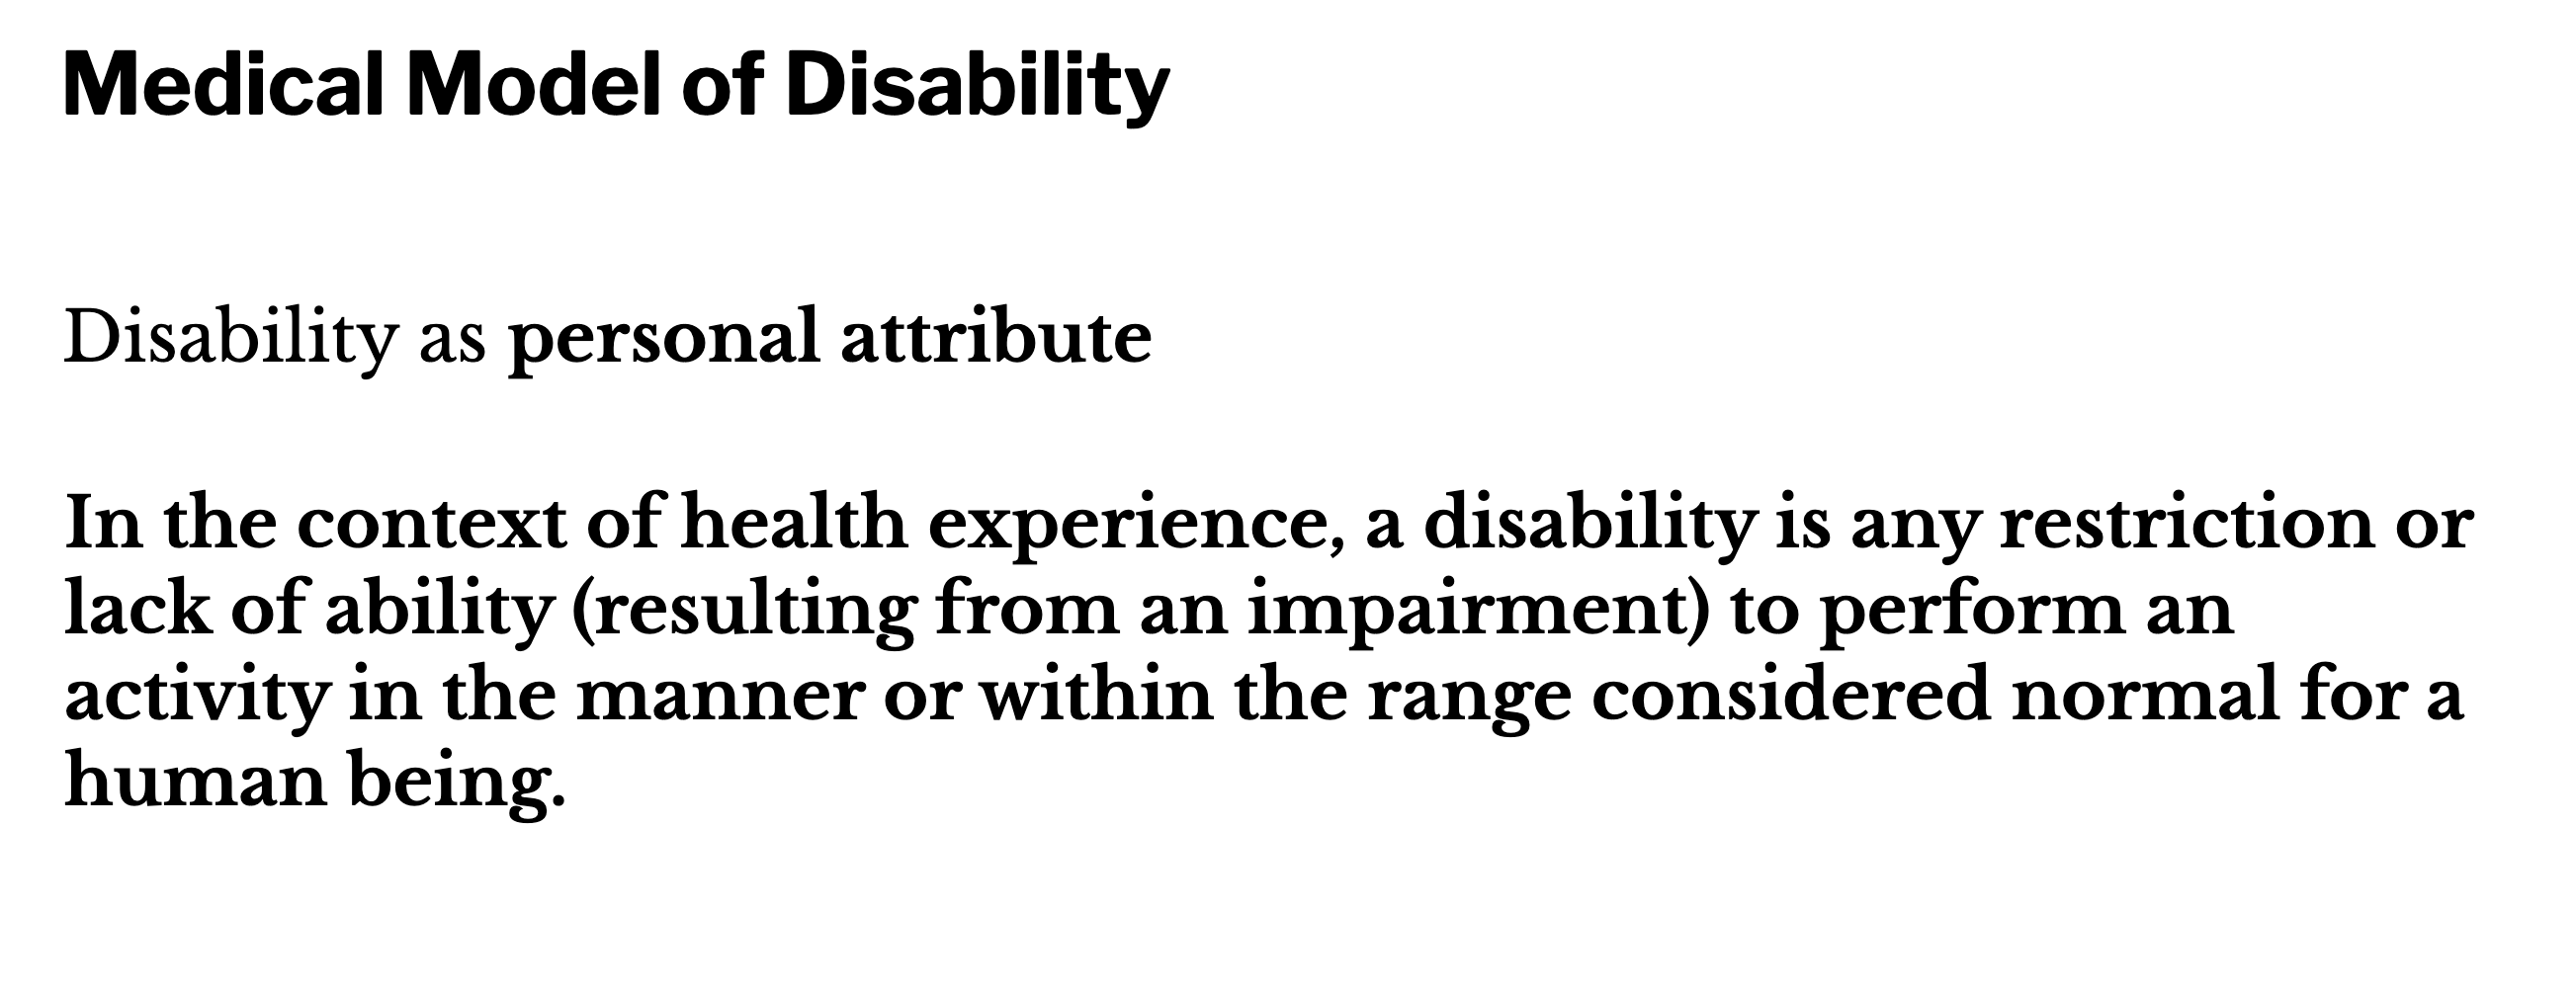 Medical Model of Disability
Disability as personal attribute
In the context of health experience, a disability is any restriction or
lack of ability (resulting from an impairment) to perform an
activity in the manner or within the range considered normal for a
human being.